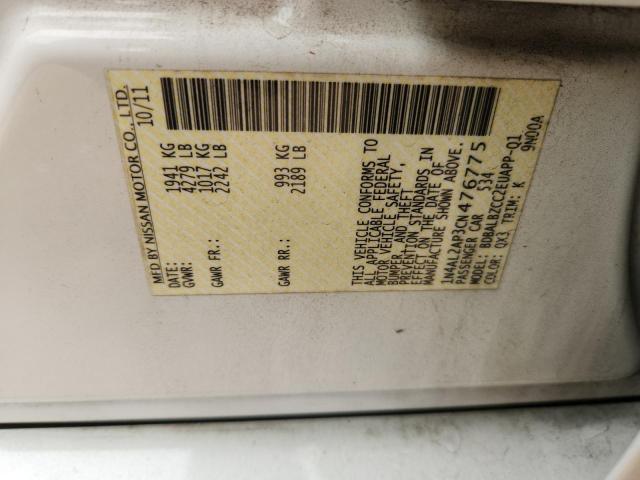 MFD BY NISSAN MOTOR CO., LTD.
DATE: 10/11
GVWR: 1941 KG
4279 LB
GAWR FR: 1017 KG
2242 LB
GAWR RR: 993 KG
2189 LB
THIS VEHICLE CONFORMS TO
ALL APPLICABLE FEDERAL
MOTOR VEHICLE SAFETY,
BUMPER, AND THEFT
PREVENTION STANDARDS IN
EFFECT ON THE DATE OF
MANUFACTURE SHOWN ABOVE.
1N4AL2AP3CN476775
PASSENGER CAR S34
MODEL: BDBALBZCC2EUAPP-Q1
COLOR: QX3 TRIM: K 9N00A